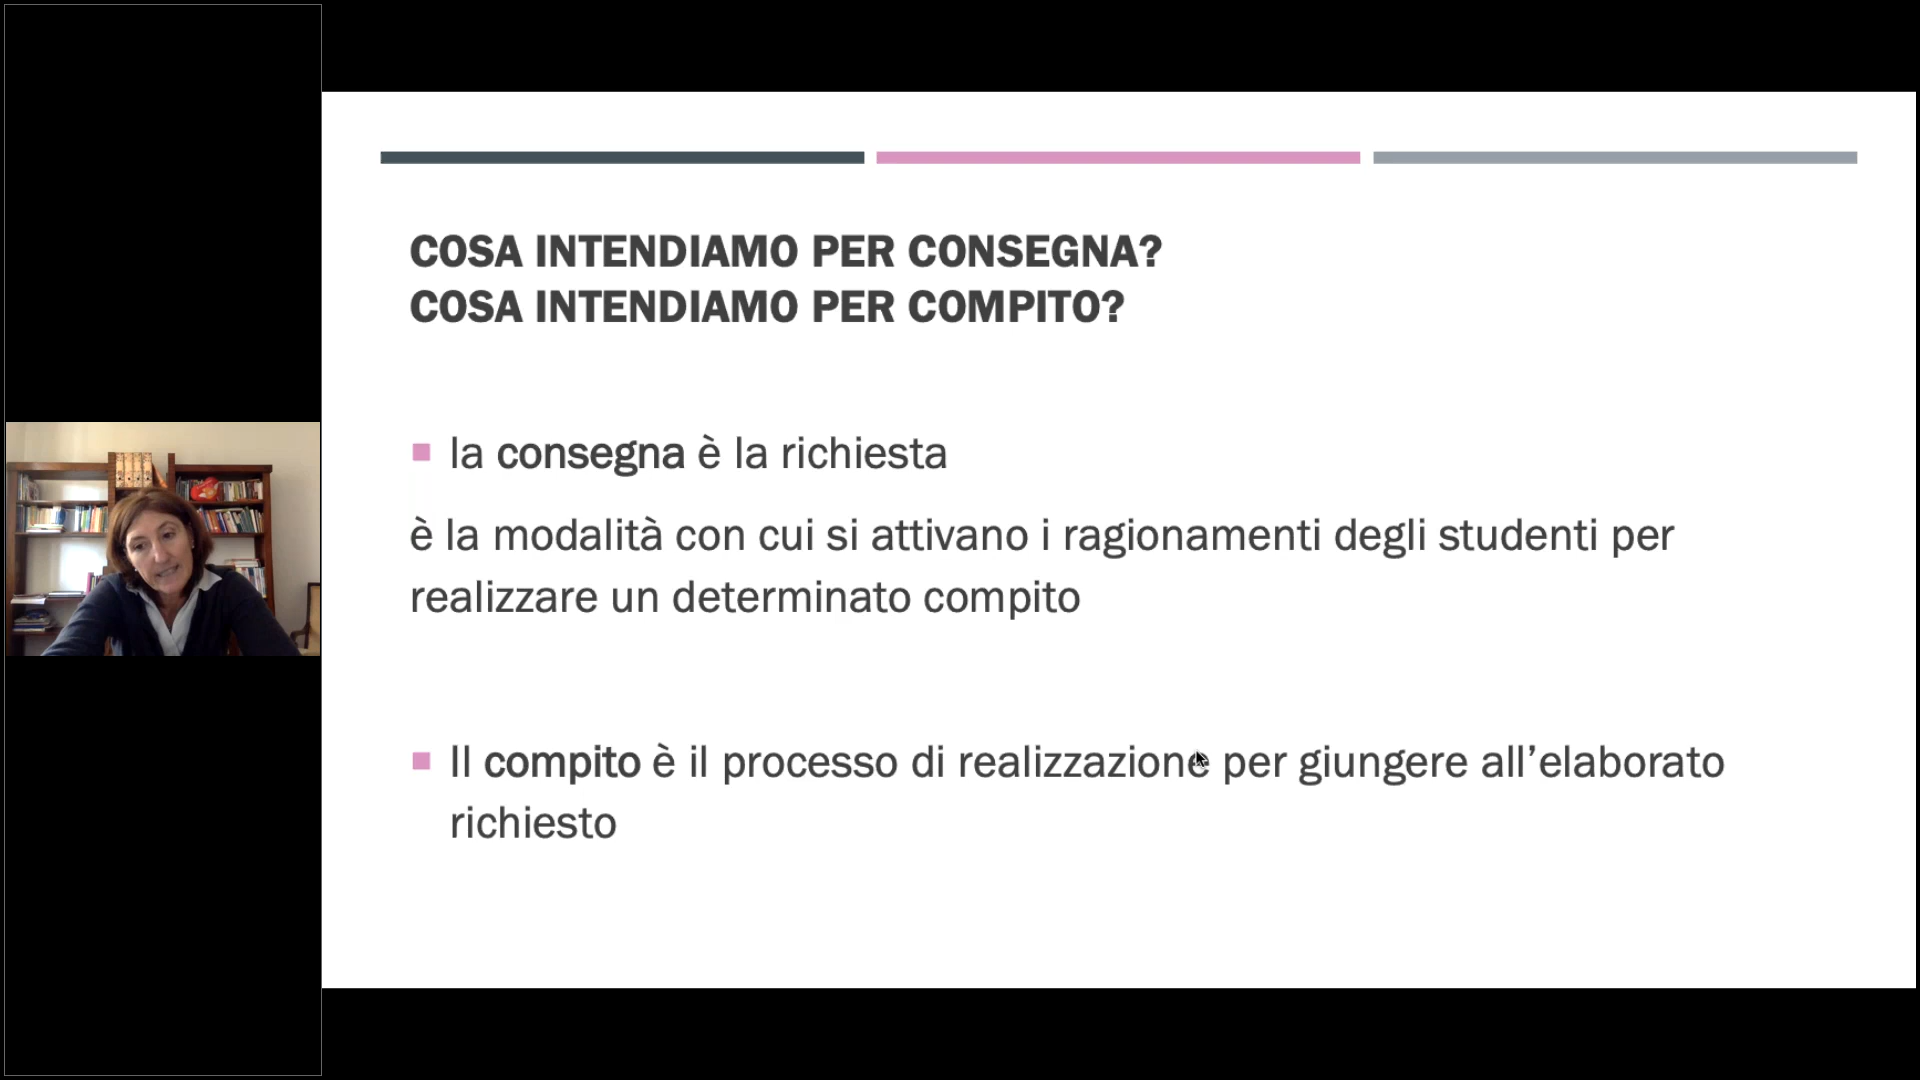 COSA INTENDIAMO PER CONSEGNA?
COSA INTENDIAMO PER COMPITO?
la consegna è la richiesta
è la modalità con cui si attivano i ragionamenti degli studenti per
realizzare un determinato compito
Il compito è il processo di realizzazione per giungere all’elaborato
richiesto